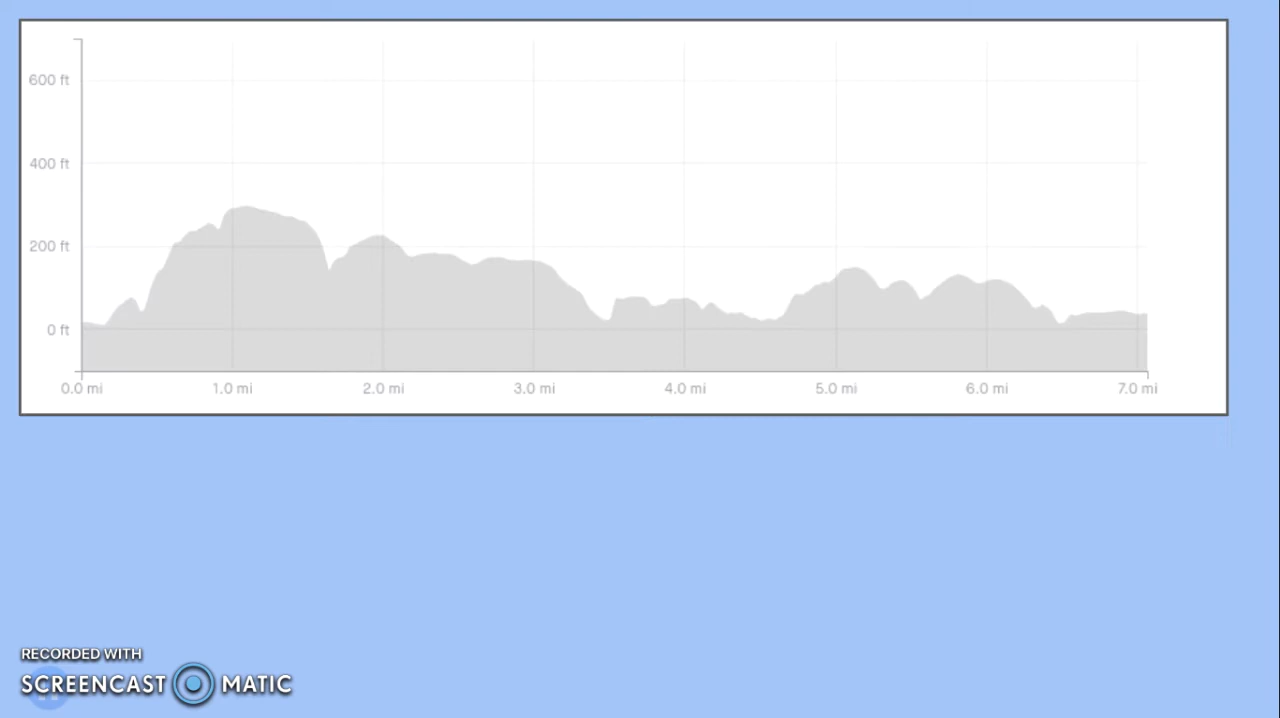 600 ft
400 ft
200 ft
0 ft
0.0 mi 1.0 mi 2.0 mi 3.0 mi 4.0 mi 5.0 mi 6.0 mi 7.0 mi
RECORDED WITH
SCREENCAST MATIC